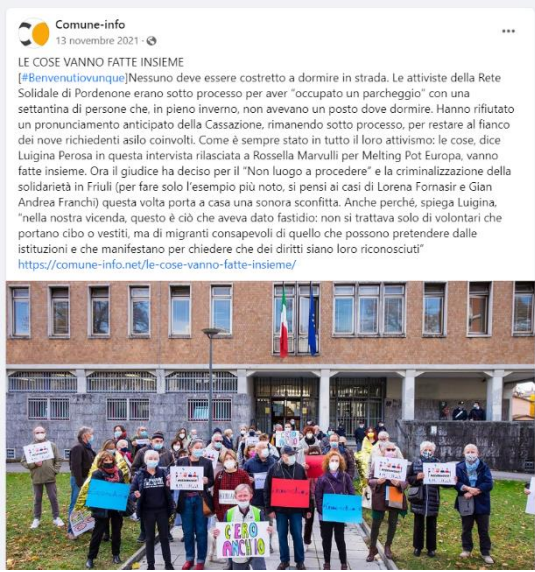 Comune-info
13 novembre 2021 ·
LE COSE VANNO FATTE INSIEME
[#Benvenutiovunque]Nessuno deve essere costretto a dormire in strada. Le attiviste della Rete
Solidale di Pordenone erano sotto processo per aver "occupato un parcheggio" con una
settantina di persone che, in pieno inverno, non avevano un posto dove dormire. Hanno rifiutato
un pronunciamento anticipato della Cassazione, rimanendo sotto processo, per restare al fianco
dei nove richiedenti asilo coinvolti. Come è sempre stato in tutto il loro attivismo: le cose, dice
Luigina Perosa in questa intervista rilasciata a Rossella Marvulli per Melting Pot Europa, vanno
fatte insieme. Ora il giudice ha deciso per il "Non luogo a procedere" e la criminalizzazione della
solidarietà in Friuli (per fare solo l'esempio più noto, si pensi ai casi di Lorena Fornasir e Gian
Andrea Franchi) questa volta porta a casa una sonora sconfitta. Anche perché, spiega Luigina,
"nella nostra vicenda, questo è ciò che aveva dato fastidio: non si trattava solo di volontari che
portano cibo o vestiti, ma di migranti consapevoli di quello che possono pretendere dalle
istituzioni e che manifestano per chiedere che dei diritti siano loro riconosciuti"
https://comune-info.net/le-cose-vanno-fatte-insieme/
C'ERO
ANCH'IO